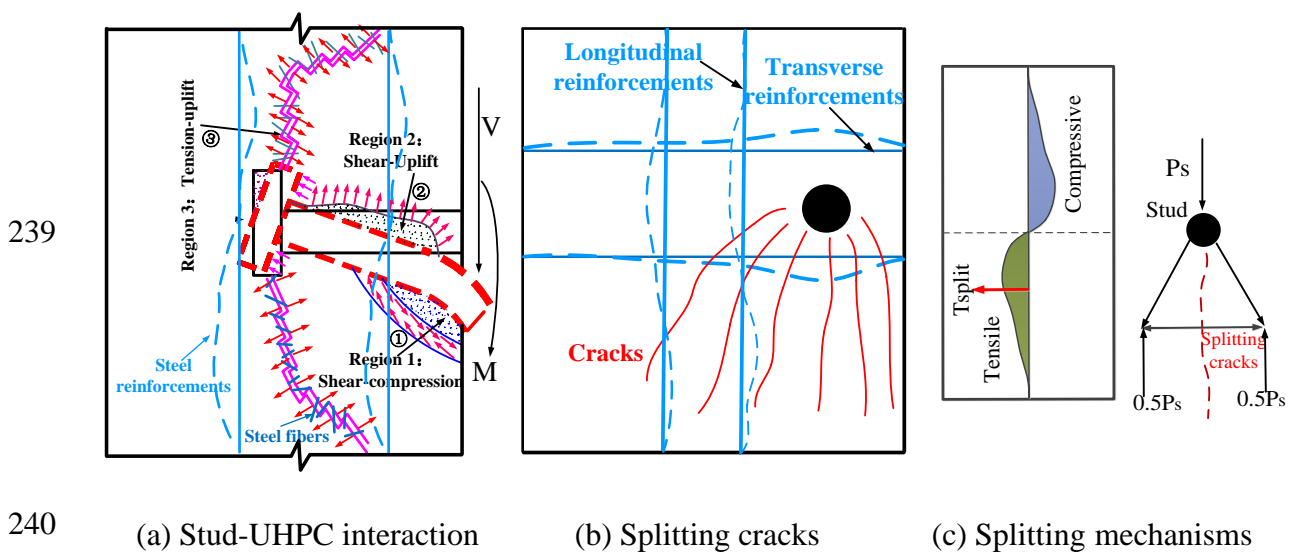 239
Region 3: Tension-uplift
③
Region 2:
Shear-Uplift
②
V
①
Region 1:
Shear-compression
M
Steel
reinforcements
Steel fibers
Longitudinal
reinforcements
Transverse
reinforcements
Cracks
Compressive
Tsplit
Tensile
Ps
Stud
Splitting
cracks
0.5Ps
0.5Ps
240
(a) Stud-UHPC interaction
(b) Splitting cracks
(c) Splitting mechanisms